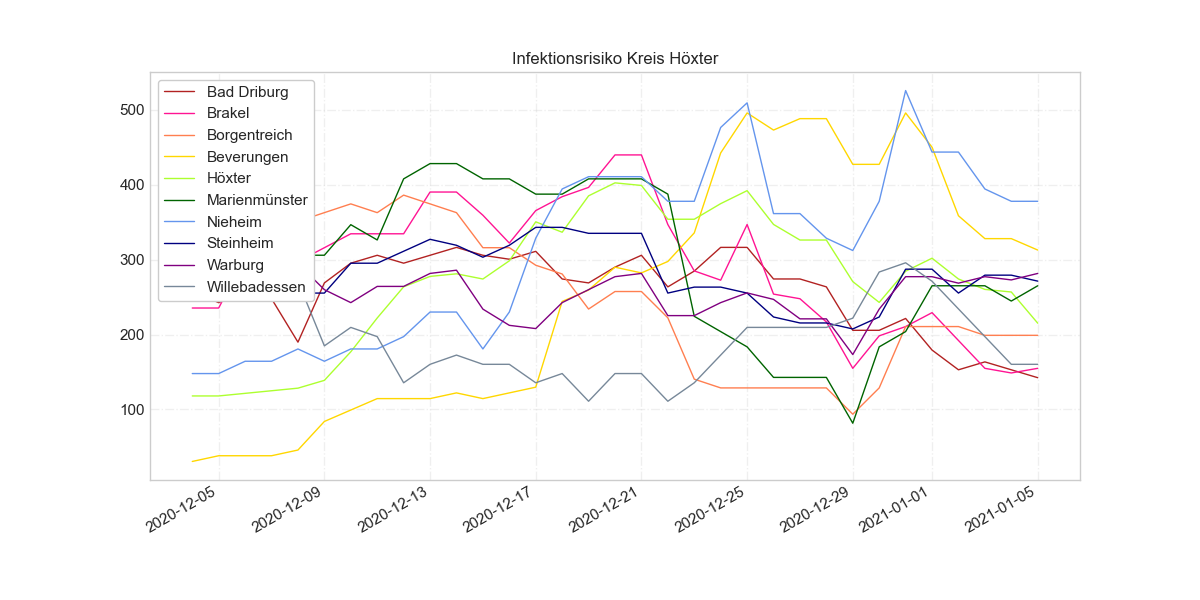 Infektionsrisiko Kreis Höxter
Bad Driburg
Brakel
Borgentreich
Beverungen
Höxter
Marienmünster
Nieheim
Steinheim
Warburg
Willebadessen
500
400
300
200
100
2020-12-05
2020-12-09
2020-12-13
2020-12-17
2020-12-21
2020-12-25
2020-12-29
2021-01-01
2021-01-05